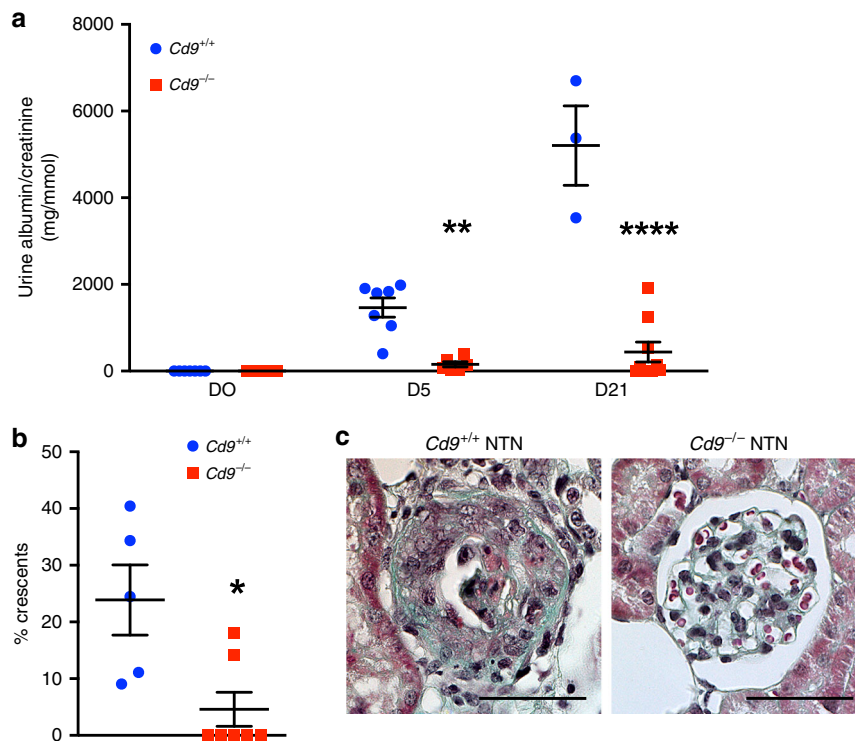 a
8000
6000
4000
2000
0
Urine albumin/creatinine
(mg/mmol)
Cd9+/+
Cd9−/−
**
****
DO
D5
D21
b
50
40
30
20
10
0
% crescents
Cd9+/+
Cd9−/−
*
c
Cd9+/+ NTN
Cd9−/− NTN